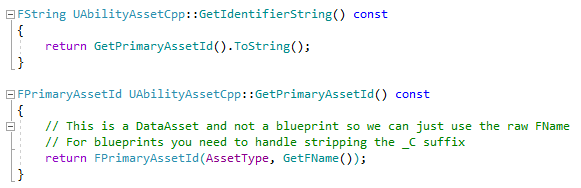 FString UAbilityAssetCpp::GetIdentifierString() const
{
    return GetPrimaryAssetId().ToString();
}

FPrimaryAssetId UAbilityAssetCpp::GetPrimaryAssetId() const
{
    // This is a DataAsset and not a blueprint so we can just use the raw FName
    // For blueprints you need to handle stripping the _C suffix
    return FPrimaryAssetId(AssetType, GetFName());
}